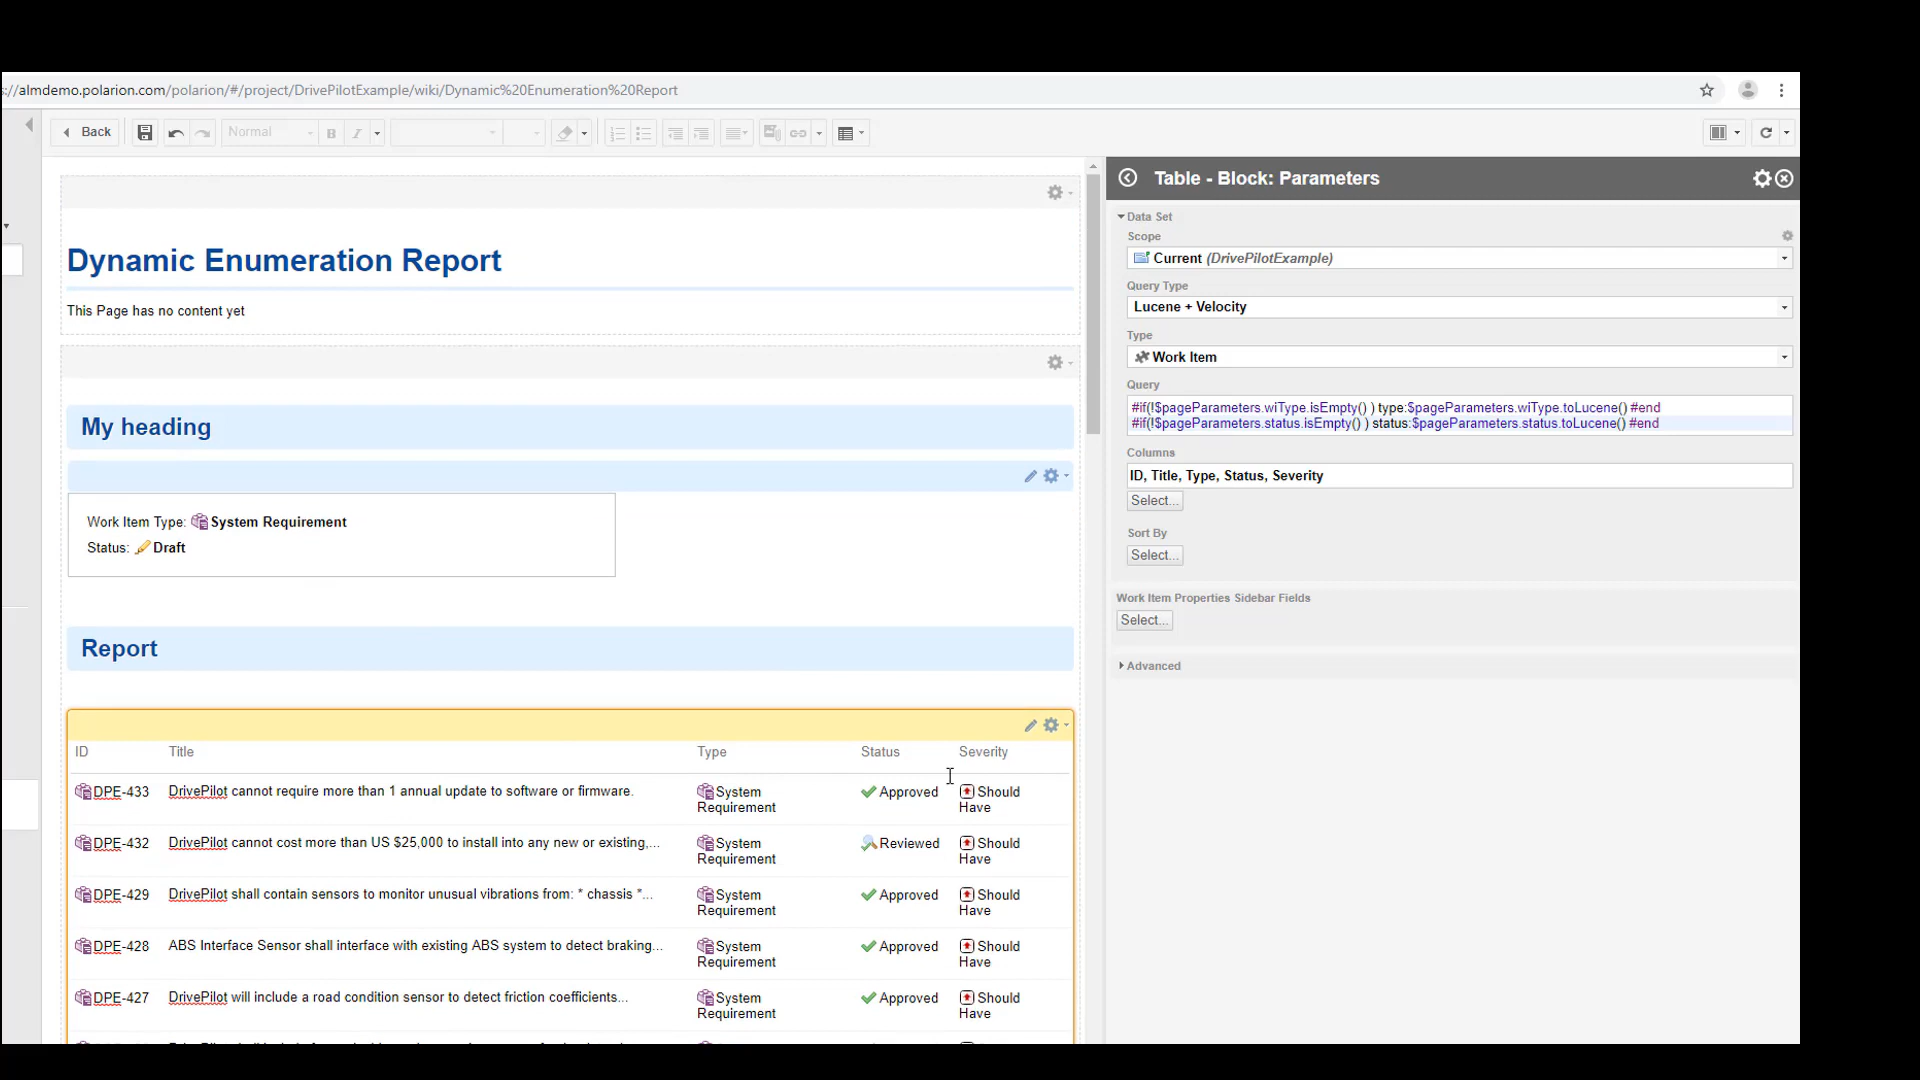 s://almdemo.polarion.com/polarion/#/project/DrivePilotExample/wiki/Dynamic%20Enumeration%20Report
Back
Normal
B
I
Dynamic Enumeration Report
This Page has no content yet
My heading
Work Item Type: System Requirement
Status: Draft
Report
ID Title Type Status Severity
DPE-433 DrivePilot cannot require more than 1 annual update to software or firmware. System Requirement Approved Should Have
DPE-432 DrivePilot cannot cost more than US $25,000 to install into any new or existing,... System Requirement Reviewed Should Have
DPE-429 DrivePilot shall contain sensors to monitor unusual vibrations from: * chassis *... System Requirement Approved Should Have
DPE-428 ABS Interface Sensor shall interface with existing ABS system to detect braking... System Requirement Approved Should Have
DPE-427 DrivePilot will include a road condition sensor to detect friction coefficients... System Requirement Approved Should Have
Table - Block: Parameters
Data Set
Scope
Current (DrivePilotExample)
Query Type
Lucene + Velocity
Type
Work Item
Query
#if(!$pageParameters.wiType.isEmpty() ) type:$pageParameters.wiType.toLucene() #end
#if(!$pageParameters.status.isEmpty() ) status:$pageParameters.status.toLucene() #end
Columns
ID, Title, Type, Status, Severity
Select...
Sort By
Select...
Work Item Properties Sidebar Fields
Select...
Advanced